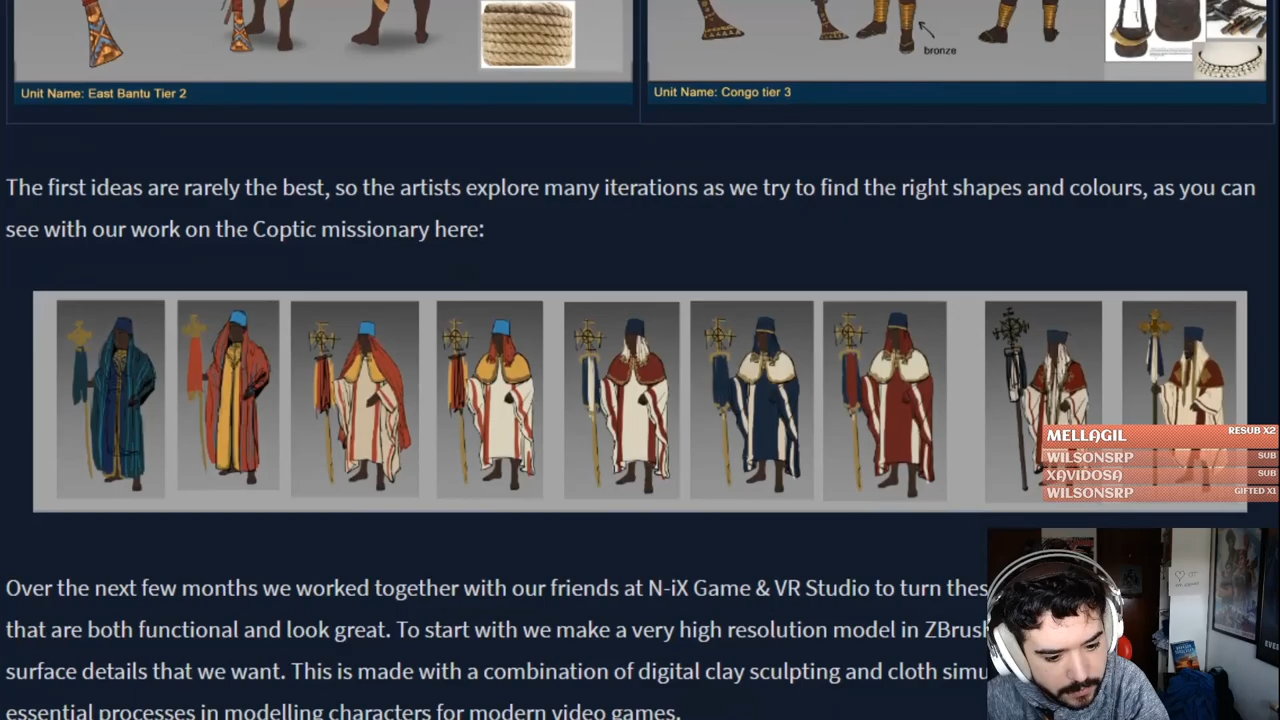 bronze
Unit Name: East Bantu Tier 2
Unit Name: Congo tier 3
The first ideas are rarely the best, so the artists explore many iterations as we try to find the right shapes and colours, as you can
see with our work on the Coptic missionary here:
MELLAGIL RESUB X2
WILSONSRP SUB
XAVIDOSA SUB
WILSONSRP GIFTED X1
Over the next few months we worked together with our friends at N-iX Game & VR Studio to turn
that are both functional and look great. To start with we make a very high resolution model in
surface details that we want. This is made with a combination of digital clay sculpting and cloth
essential processes in modelling characters for modern video games.